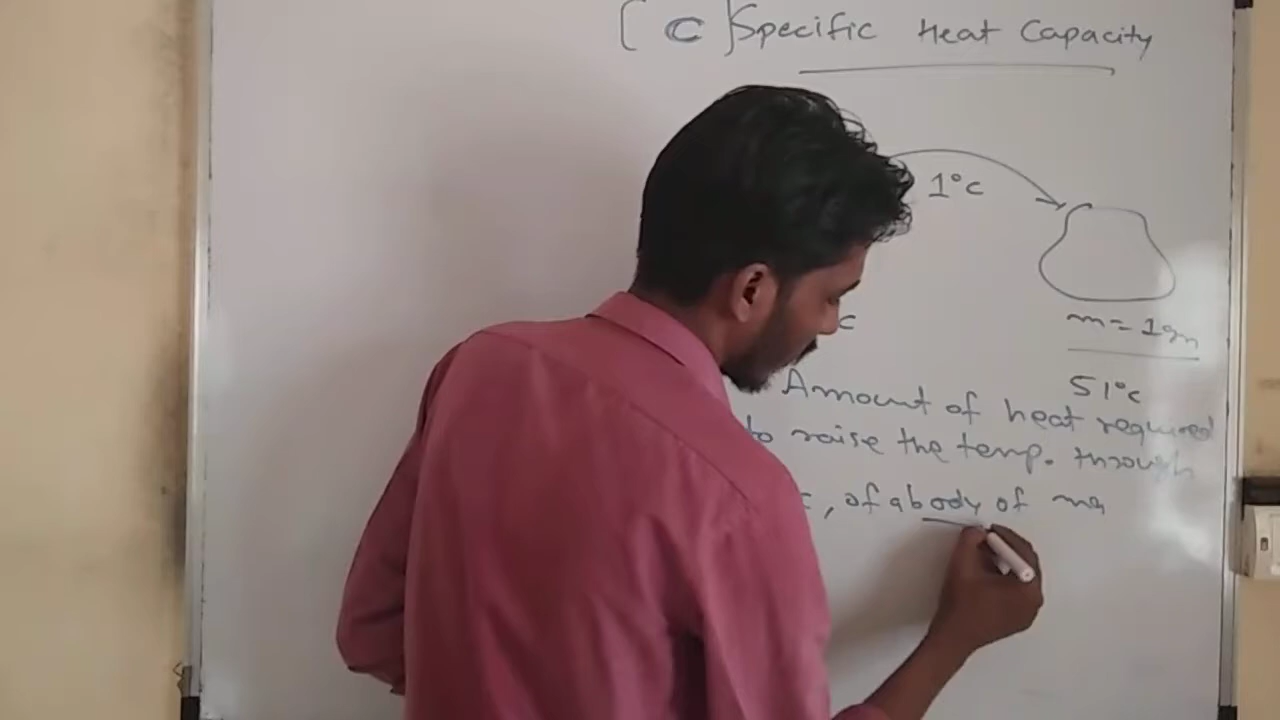 [ C ] Specific Heat Capacity
1°c
c
m = 1gm
51°c
Amount of heat required
to raise the temp. through
c, of a body of